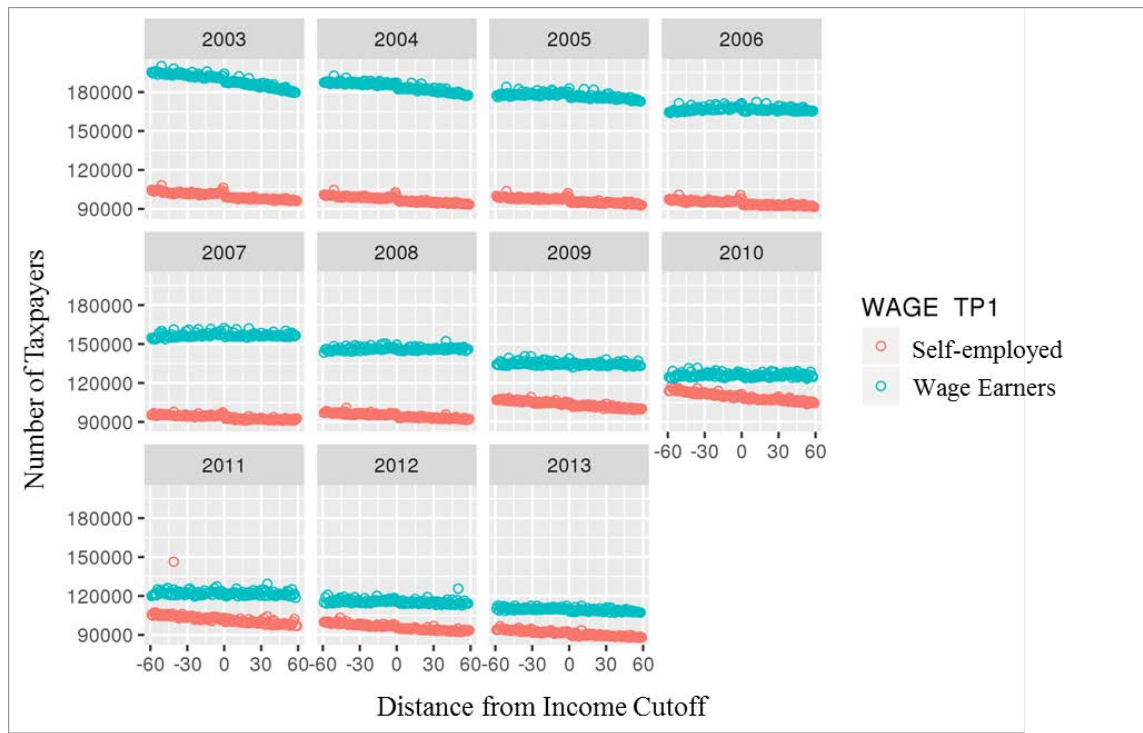 2003 2004 2005 2006
180000
150000
120000
90000
2007 2008 2009 2010
180000
150000
120000
90000
-60 -30 0 30 60
2011 2012 2013
180000
150000
120000
90000
-60 -30 0 30 60 -60 -30 0 30 60 -60 -30 0 30 60
Number of Taxpayers
Distance from Income Cutoff
WAGE TP1
Self-employed
Wage Earners